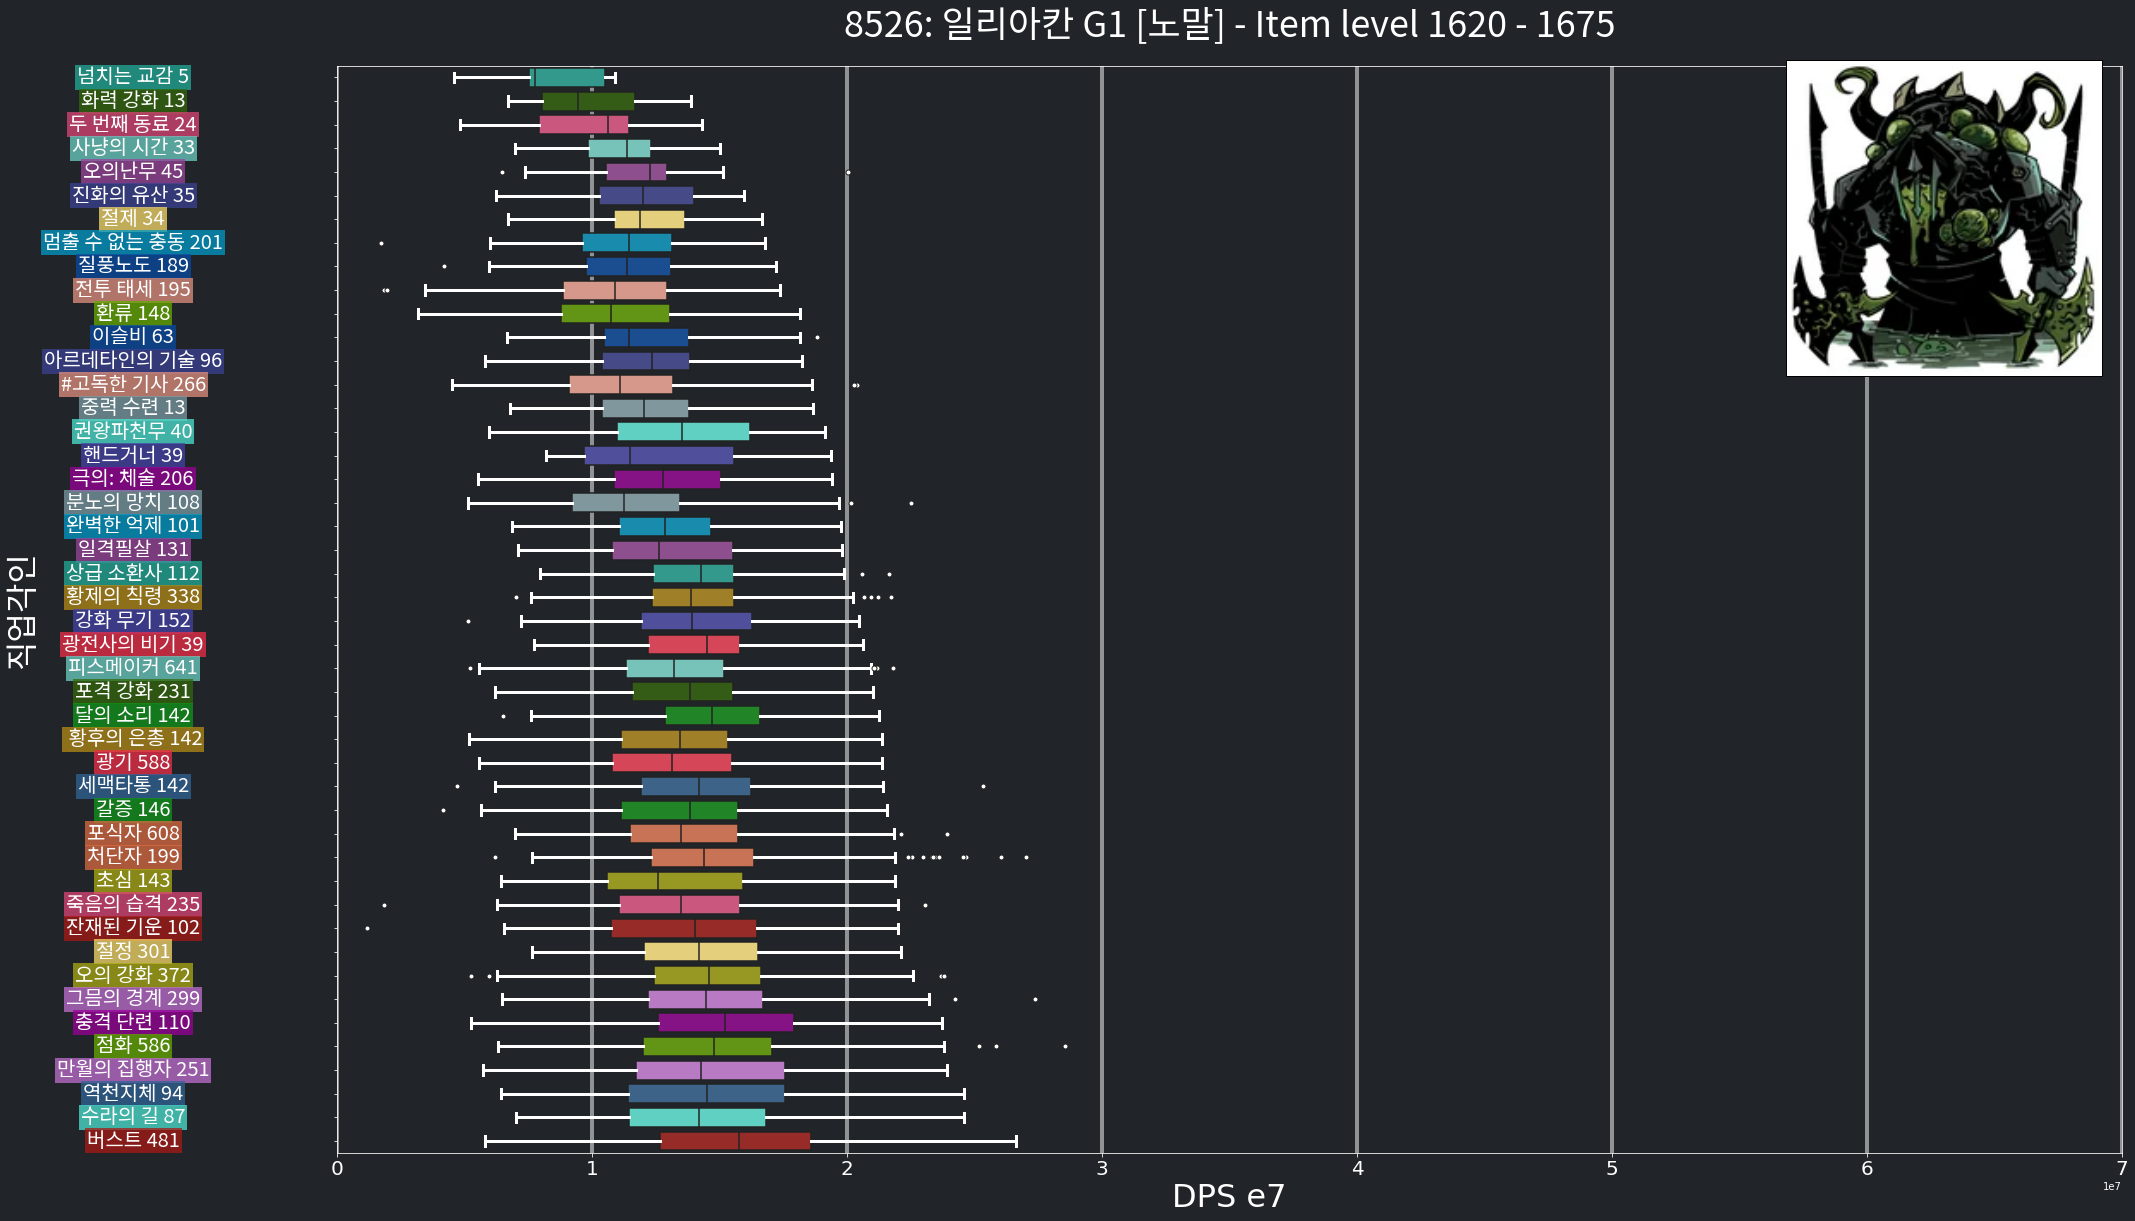 8526: 일리아칸 G1 [노말] - Item level 1620 - 1675
넘치는 교감 5
화력 강화 13
두 번째 동료 24
사냥의 시간 33
오의난무 45
진화의 유산 35
절제 34
멈출 수 없는 충동 201
질풍노도 189
전투 태세 195
환류 148
이슬비 63
아르데타인의 기술 96
#고독한 기사 266
중력 수련 13
권왕파천무 40
핸드거너 39
극의: 체술 206
분노의 망치 108
완벽한 억제 101
일격필살 131
상급 소환사 112
황제의 칙령 338
강화 무기 152
광전사의 비기 39
피스메이커 641
포격 강화 231
달의 소리 142
황후의 은총 142
광기 588
세맥타통 142
갈증 146
포식자 608
처단자 199
초심 143
죽음의 습격 235
잔재된 기운 102
절정 301
오의 강화 372
그믐의 경계 299
충격 단련 110
점화 586
만월의 집행자 251
역천지체 94
수라의 길 87
버스트 481
직업각인
0 1 2 3 4 5 6 7
1e7
DPS e7